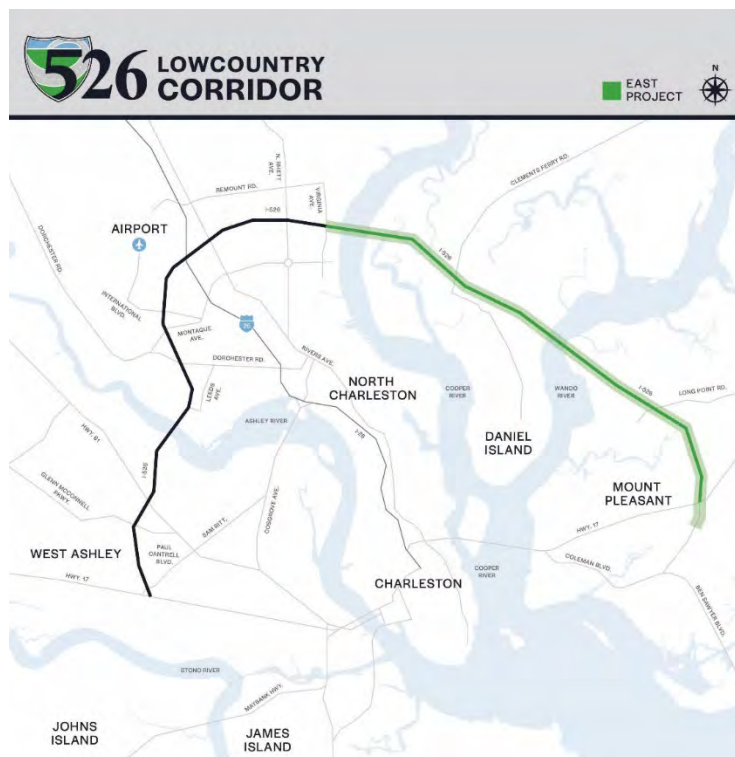 526 LOWCOUNTRY
CORRIDOR
EAST
PROJECT
N
CLEMENTS FERRY RD.
N. RHETT
AVE.
REMOUNT RD.
VIRGINIA
AVE.
I-526
AIRPORT
DORCHESTER RD.
I-526
INTERNATIONAL
BLVD.
MONTAGUE
AVE.
26
DORCHESTER RD.
RIVERS AVE.
NORTH
CHARLESTON
COOPER
RIVER
WANDO
RIVER
I-526
LONG POINT RD.
LEEDS
AVE.
ASHLEY RIVER
I-26
DANIEL
ISLAND
HWY. 61
I-526
COSGROVE AVE.
MOUNT
PLEASANT
GLENN MCCONNELL
PKWY.
SAM RITT.
HWY. 17
WEST ASHLEY
PAUL
CANTRELL
BLVD.
HWY. 17
CHARLESTON
COOPER
RIVER
COLEMAN BLVD.
BEN SAWYER BLVD.
STONO RIVER
MAYBANK HWY.
JOHNS
ISLAND
JAMES
ISLAND